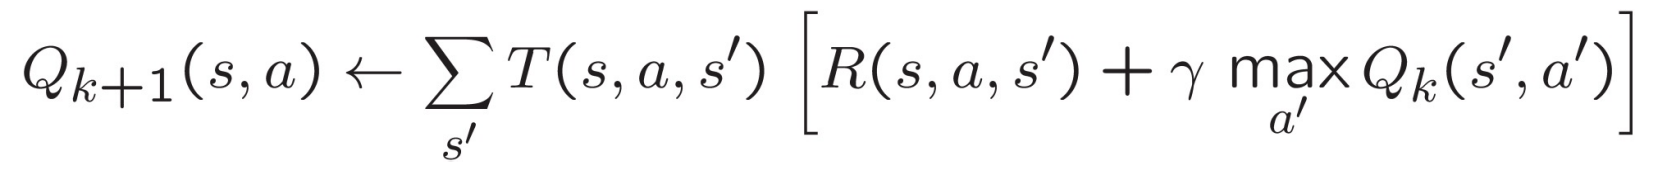 Q_{k+1}(s, a) ← ∑_{s′} T(s, a, s′) [R(s, a, s′) + γ max_{a′} Q_k(s′, a′)]